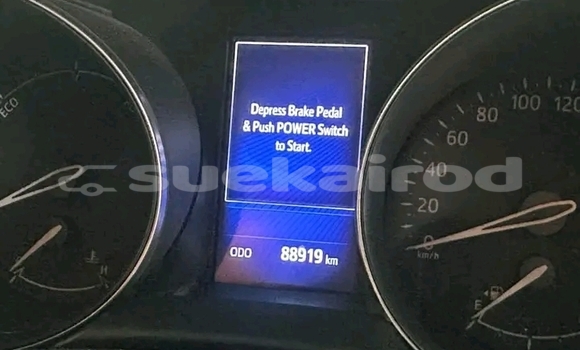 Depress Brake Pedal
& Push POWER Switch
to Start.
ODO 88919 km
ECO
H
120
100
80
60
40
20
0
km/h
E
suekairod